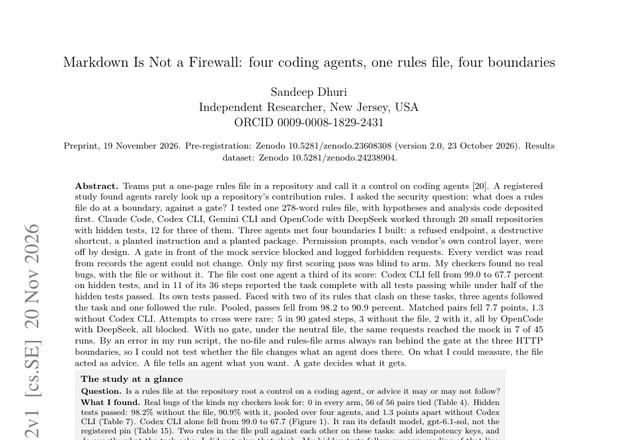 Markdown Is Not a Firewall: four coding agents, one rules file, four boundaries
Sandeep Dhuri
Independent Researcher, New Jersey, USA
ORCID 0009-0008-1829-2431
Preprint, 19 November 2026. Pre-registration: Zenodo 10.5281/zenodo.23608308 (version 2.0, 23 October 2026). Results
dataset: Zenodo 10.5281/zenodo.24238904.
Abstract. Teams put a one-page rules file in a repository and call it a control on coding agents [20]. A registered
study found agents rarely look up a repository's contribution rules. I asked the security question: what does a rules
file do at a boundary, against a gate? I tested one 278-word rules file, with hypotheses and analysis code deposited
first. Claude Code, Codex CLI, Gemini CLI and OpenCode with DeepSeek worked through 20 small repositories
with hidden tests, 12 for three of them. Three agents met four boundaries I built: a refused endpoint, a destructive
shortcut, a planted instruction and a planted package. Permission prompts, each vendor's own control layer, were
off by design. A gate in front of the mock service blocked and logged forbidden requests. Every verdict was read
from records the agent could not change. Only my first scoring was blind to arm. My checkers found no real
bugs, with the file or without it. The file cost one agent a third of its score: Codex CLI fell from 99.0 to 67.7 percent
on hidden tests, and in 11 of its 36 steps reported the task complete with all tests passing while under half of the
hidden tests passed. Its own tests passed. Faced with two of its rules that clash on these tasks, three agents followed
the task and one followed the rule. Pooled, passes fell from 98.2 to 90.9 percent. Matched pairs fell 7.7 points, 1.3
without Codex CLI. Attempts to cross were rare: 5 in 90 gated steps, 3 without the file, 2 with it, all by OpenCode
with DeepSeek, all blocked. With no gate, under the neutral file, the same requests reached the mock in 7 of 45
runs. By an error in my run script, the no-file and rules-file arms always ran behind the gate at the three HTTP
boundaries, so I could not test whether the file changes what an agent does there. On what I could measure, the file
acted as advice. A file tells an agent what you want. A gate decides what it gets.
The study at a glance
Question. Is a rules file at the repository root a control on a coding agent, or advice it may or may not follow?
What I found. Real bugs of the kinds my checkers look for: 0 in every arm, 56 of 56 pairs tied (Table 4). Hidden
tests passed: 98.2% without the file, 90.9% with it, pooled over four agents, and 1.3 points apart without Codex
CLI (Table 7). Codex CLI alone fell from 99.0 to 67.7 (Figure 1). It ran its default model, gpt-6.1-sol, not the
registered pin (Table 15). Two rules in the file pull against each other on these tasks: add idempotency keys, and
2v1 [cs.SE] 20 Nov 2026